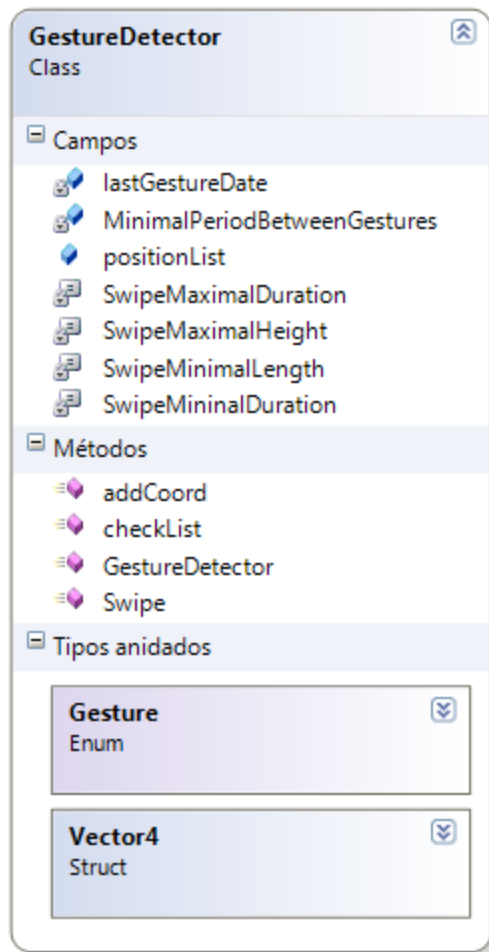 GestureDetector
Class
Campos
lastGestureDate
MinimalPeriodBetweenGestures
positionList
SwipeMaximalDuration
SwipeMaximalHeight
SwipeMinimalLength
SwipeMininalDuration
Métodos
addCoord
checkList
GestureDetector
Swipe
Tipos anidados
Gesture
Enum
Vector4
Struct